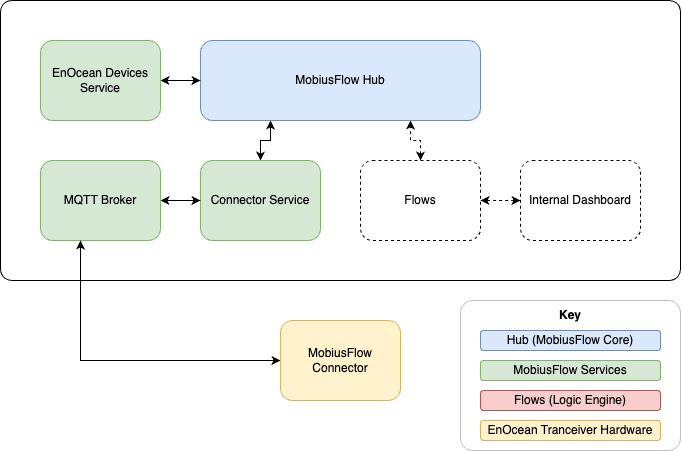 EnOcean Devices
Service
MobiusFlow Hub
MQTT Broker
Connector Service
Flows
Internal Dashboard
MobiusFlow
Connector
Key
Hub (MobiusFlow Core)
MobiusFlow Services
Flows (Logic Engine)
EnOcean Tranceiver Hardware